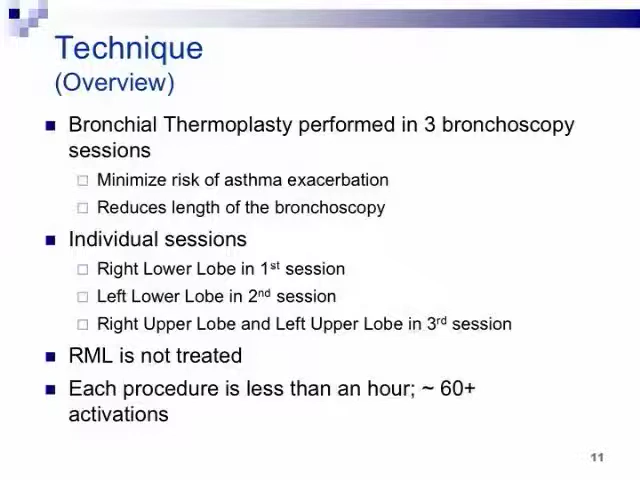 Technique
(Overview)
Bronchial Thermoplasty performed in 3 bronchoscopy
sessions
Minimize risk of asthma exacerbation
Reduces length of the bronchoscopy
Individual sessions
Right Lower Lobe in 1st session
Left Lower Lobe in 2nd session
Right Upper Lobe and Left Upper Lobe in 3rd session
RML is not treated
Each procedure is less than an hour; ~ 60+
activations
11